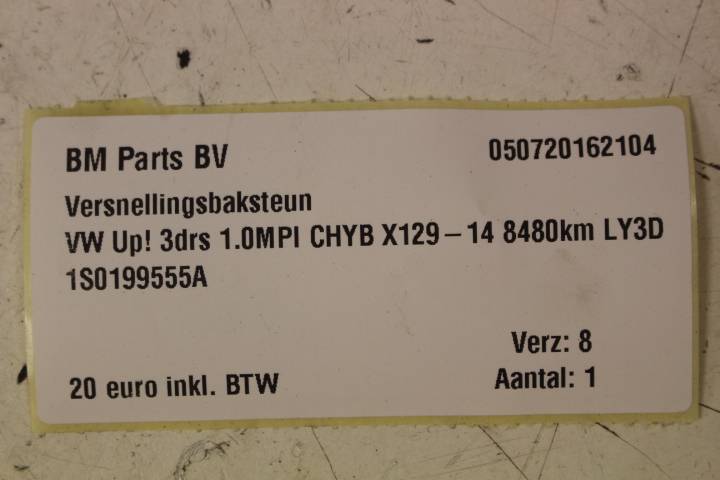 BM Parts BV 050720162104
Versnellingsbaksteun
VW Up! 3drs 1.0MPI CHYB X129–14 8480km LY3D
1S0199555A
Verz: 8
20 euro inkl. BTW Aantal: 1